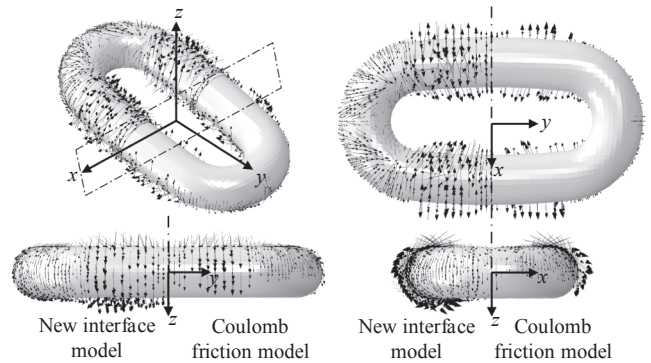 z
x
y
y
x
y
z
x
z
New interface
model
Coulomb
friction model
New interface
model
Coulomb
friction model